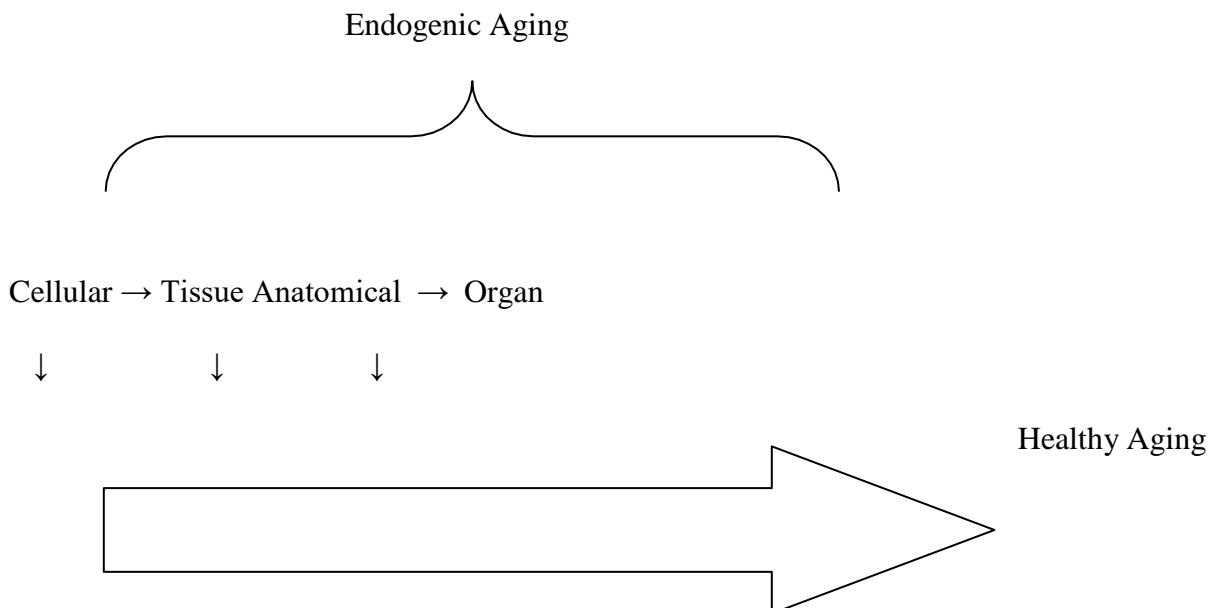 Endogenic Aging
Cellular → Tissue Anatomical → Organ
↓ ↓ ↓
Healthy Aging